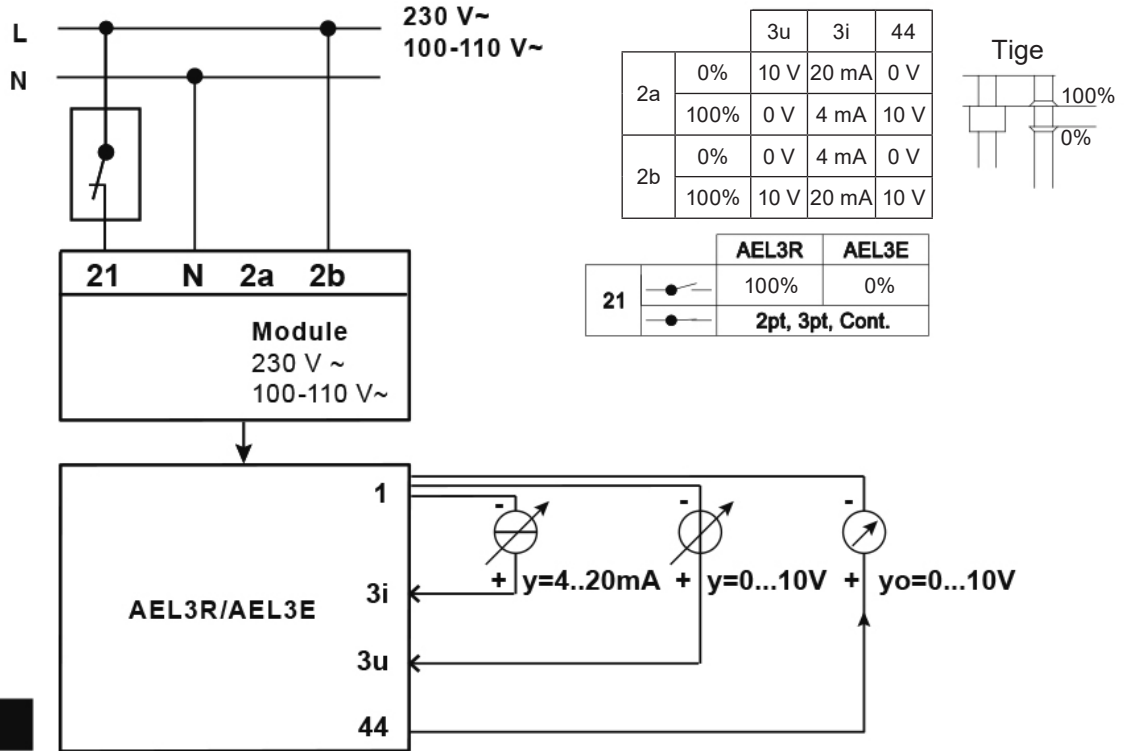 230 V~
100-110 V~
L
N
3u 3i 44
2a 0% 10 V 20 mA 0 V
100% 0 V 4 mA 10 V
2b 0% 0 V 4 mA 0 V
100% 10 V 20 mA 10 V
Tige
100%
0%
AEL3R AEL3E
21 100% 0%
2pt, 3pt, Cont.
21 N 2a 2b
Module
230 V ~
100-110 V~
AEL3R/AEL3E
1
3i
3u
44
- - -
+ y=4..20mA + y=0...10V + yo=0...10V